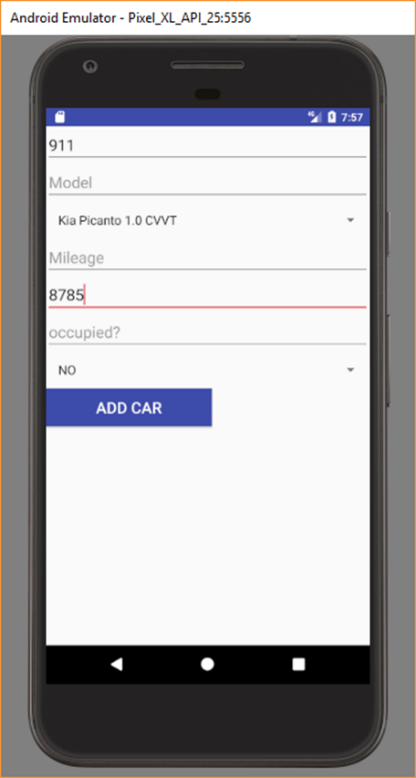 Android Emulator - Pixel_XL_API_25:5556
4G 7:57
911
Model
Kia Picanto 1.0 CVVT
Mileage
8785
occupied?
NO
ADD CAR